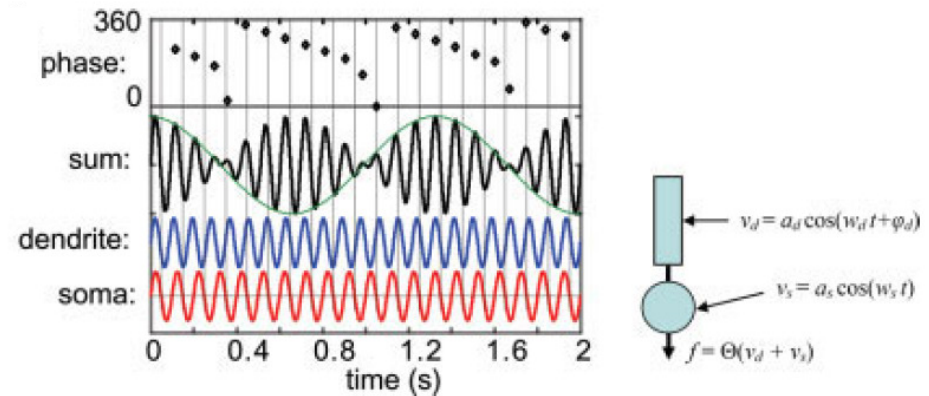 360
phase:
0
sum:
dendrite:
soma:
0 0.4 0.8 1.2 1.6 2
time (s)
v_d = a_d cos(w_d t+φ_d)
v_s = a_s cos(w_s t)
f = Θ(v_d + v_s)